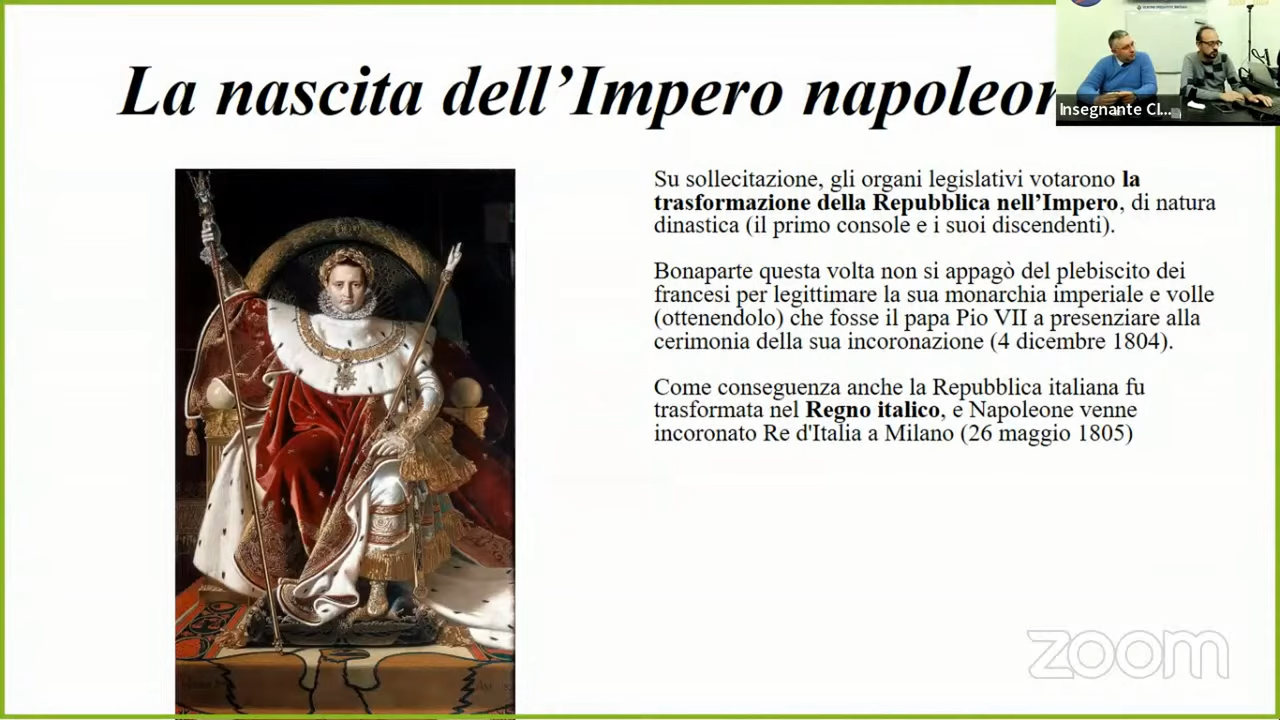 La nascita dell’Impero napoleon
Insegnante Cl...
Su sollecitazione, gli organi legislativi votarono la
trasformazione della Repubblica nell’Impero, di natura
dinastica (il primo console e i suoi discendenti).
Bonaparte questa volta non si appagò del plebiscito dei
francesi per legittimare la sua monarchia imperiale e volle
(ottenendolo) che fosse il papa Pio VII a presenziare alla
cerimonia della sua incoronazione (4 dicembre 1804).
Come conseguenza anche la Repubblica italiana fu
trasformata nel Regno italico, e Napoleone venne
incoronato Re d'Italia a Milano (26 maggio 1805)
zoom